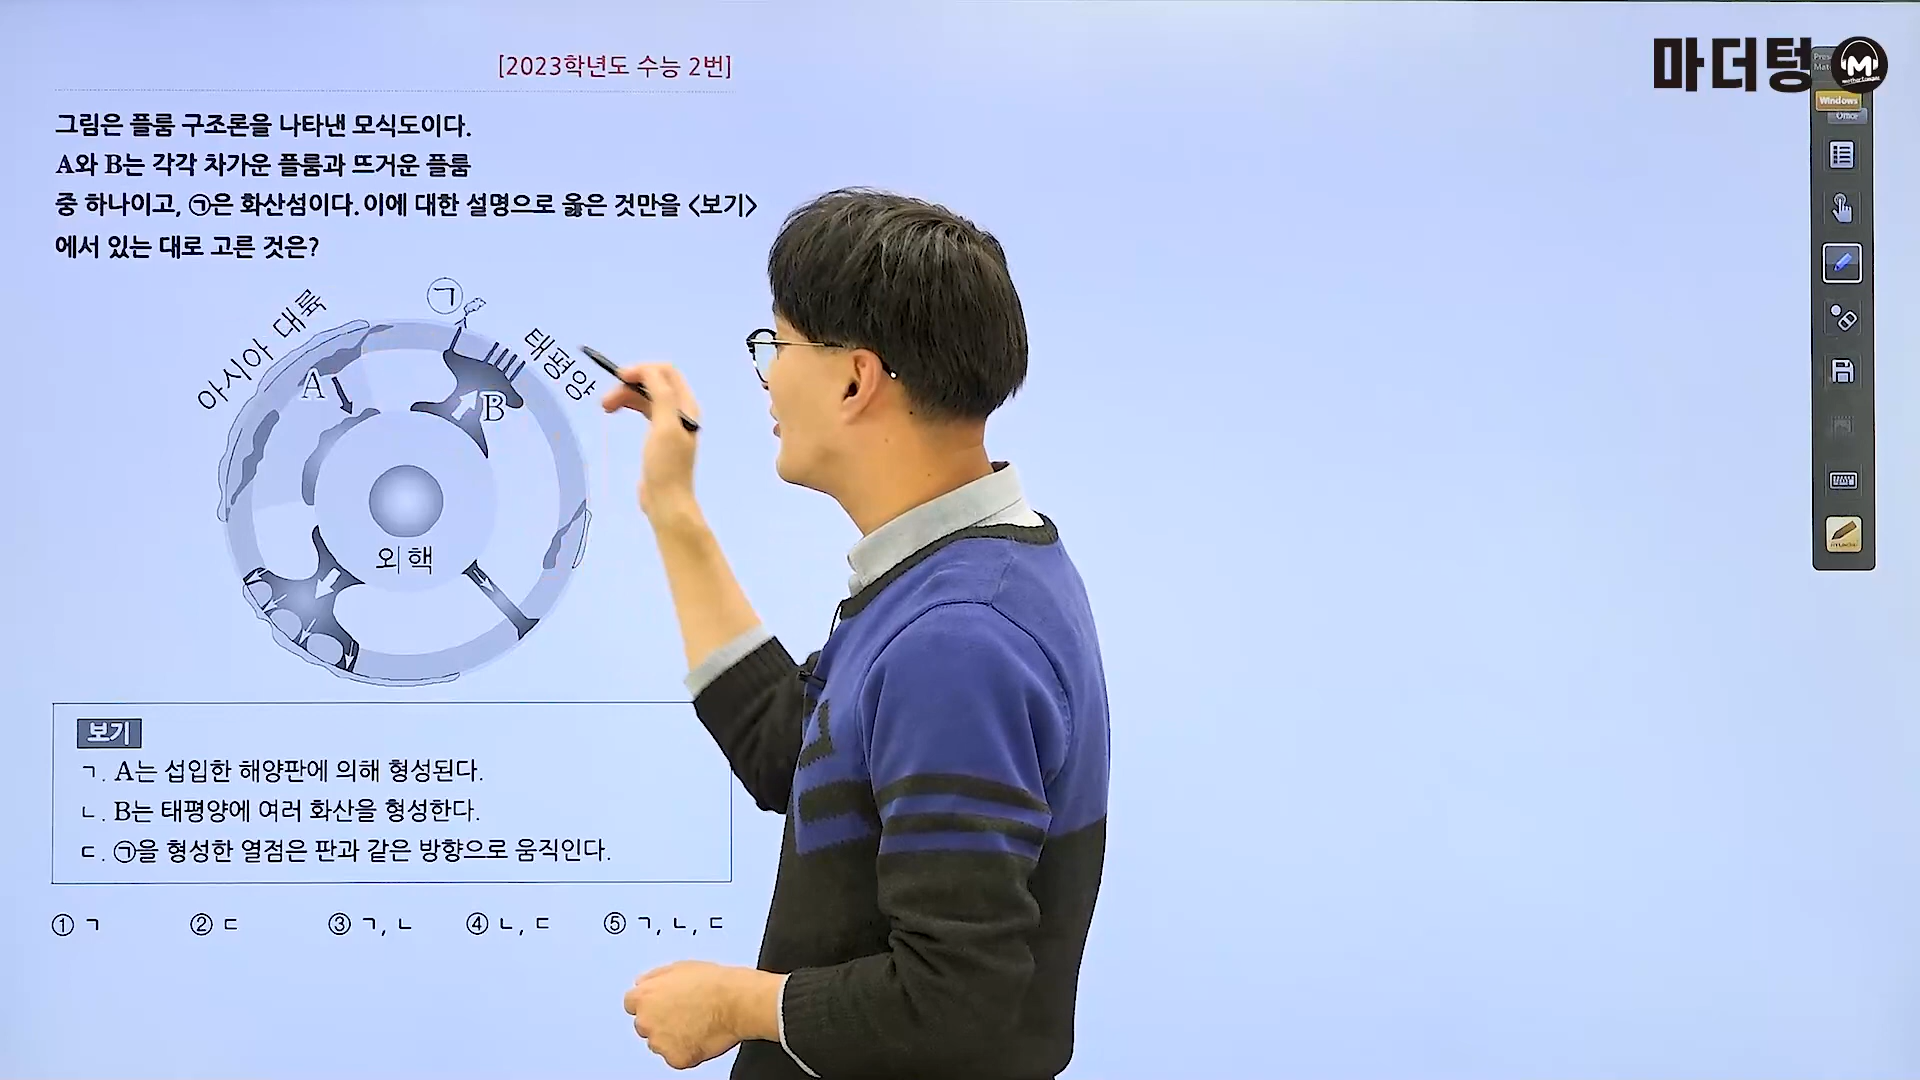 마더텅
M
Windows
[2023학년도 수능 2번]
그림은 플룸 구조론을 나타낸 모식도이다.
A와 B는 각각 차가운 플룸과 뜨거운 플룸
중 하나이고, ㉠은 화산섬이다. 이에 대한 설명으로 옳은 것만을 <보기>
에서 있는 대로 고른 것은?
㉠
아시아 대륙
태평양
A
B
외핵
보기
ㄱ. A는 섭입한 해양판에 의해 형성된다.
ㄴ. B는 태평양에 여러 화산을 형성한다.
ㄷ. ㉠을 형성한 열점은 판과 같은 방향으로 움직인다.
① ㄱ ② ㄷ ③ ㄱ, ㄴ ④ ㄴ, ㄷ ⑤ ㄱ, ㄴ, ㄷ